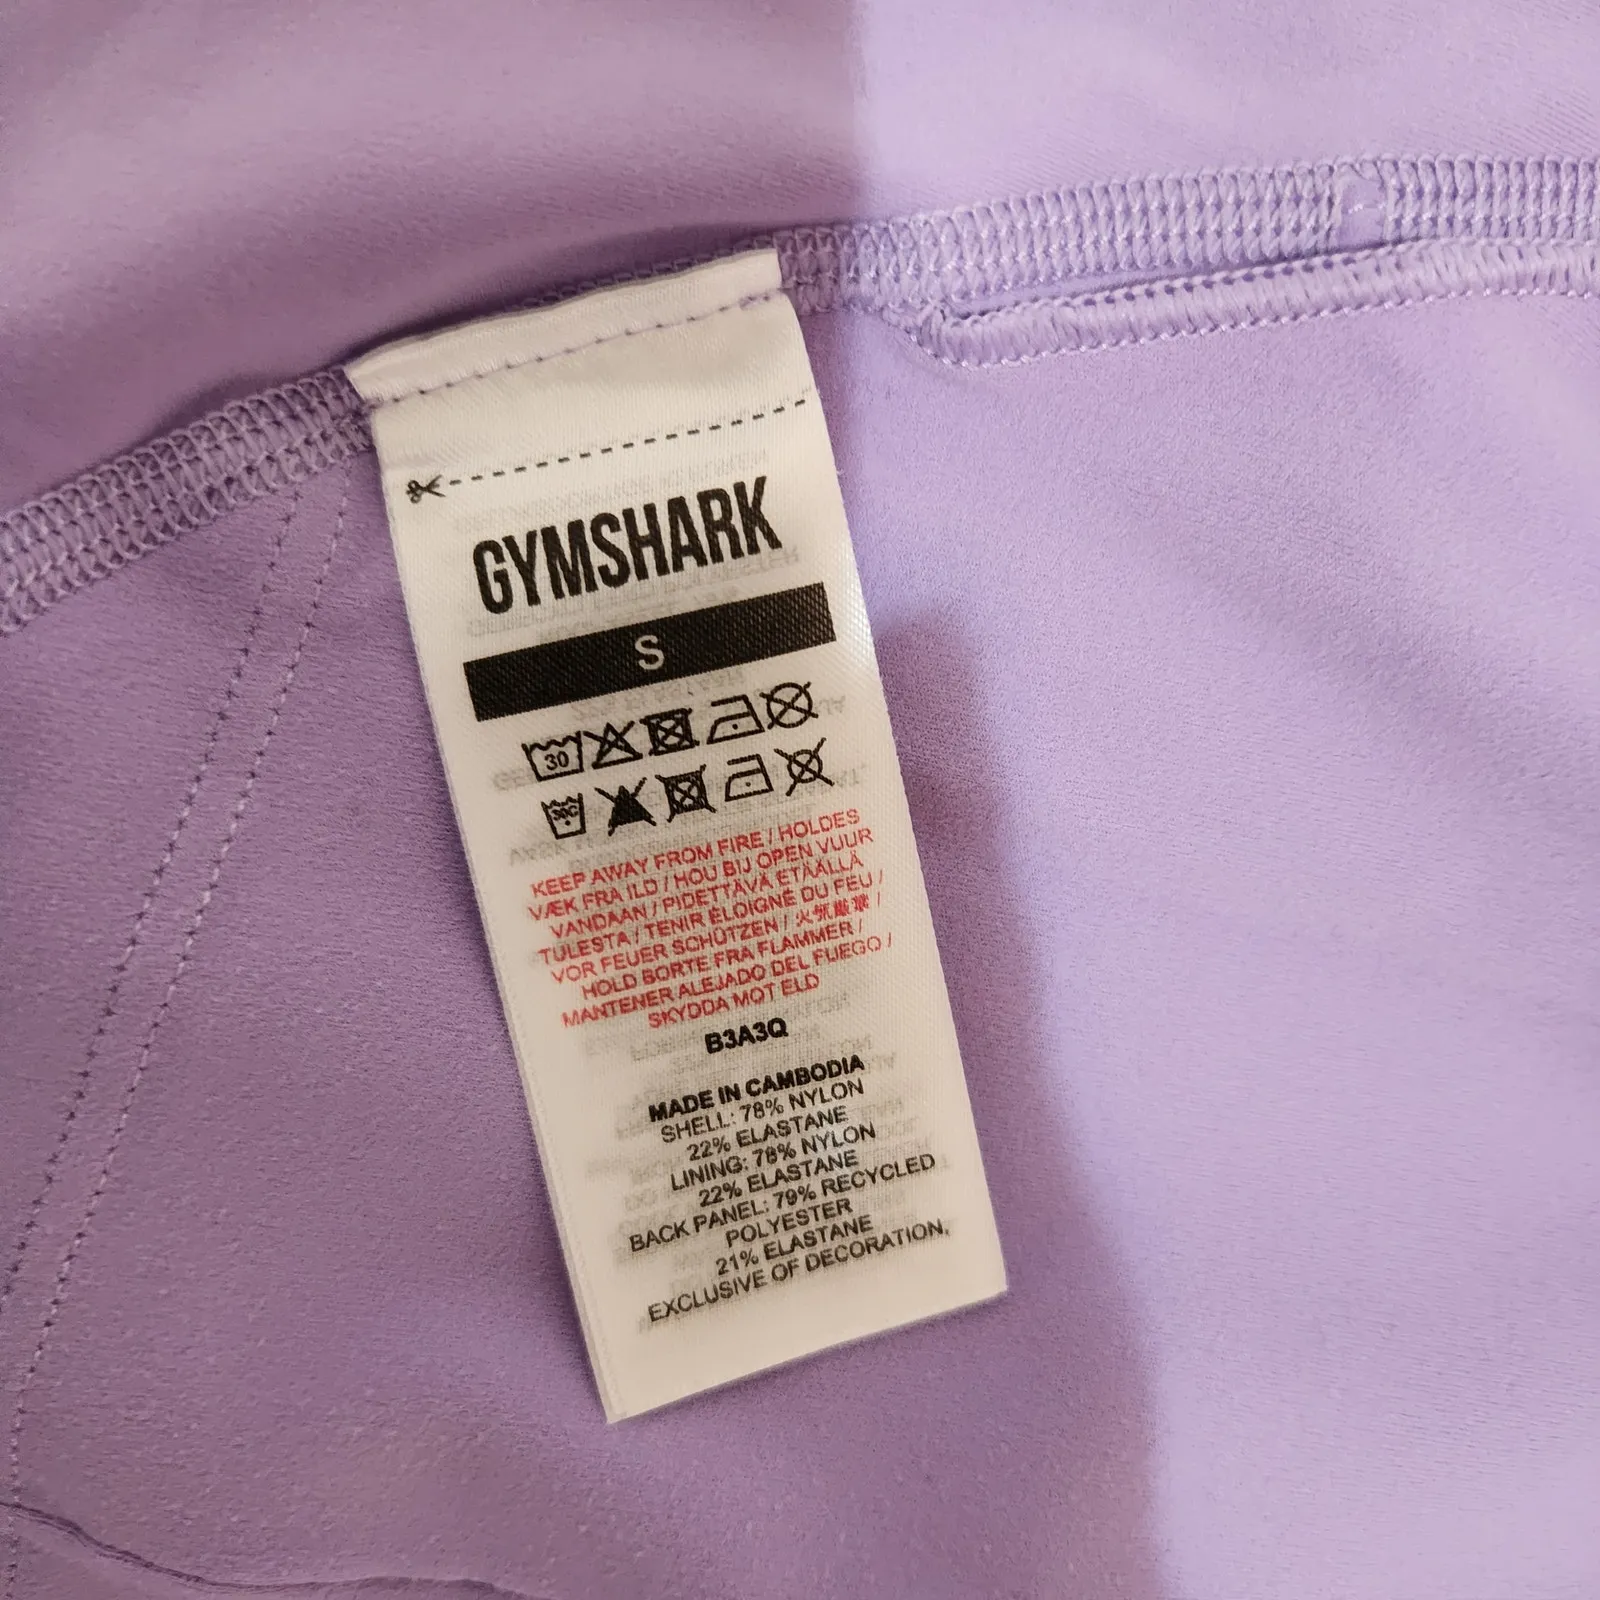 GYMSHARK
S
30
30C
KEEP AWAY FROM FIRE / HOLDES
VÆK FRA ILD / HOU BIJ OPEN VUUR
VANDAAN / PIDETTÄVÄ ETÄÄLLÄ
TULESTA / TENIR ÉLOIGNÉ DU FEU /
VOR FEUER SCHÜTZEN / 火気厳禁 /
HOLD BORTE FRA FLAMMER /
MANTENER ALEJADO DEL FUEGO /
SKYDDA MOT ELD
B3A3Q
MADE IN CAMBODIA
SHELL: 78% NYLON
22% ELASTANE
LINING: 78% NYLON
22% ELASTANE
BACK PANEL: 79% RECYCLED
POLYESTER
21% ELASTANE
EXCLUSIVE OF DECORATION.